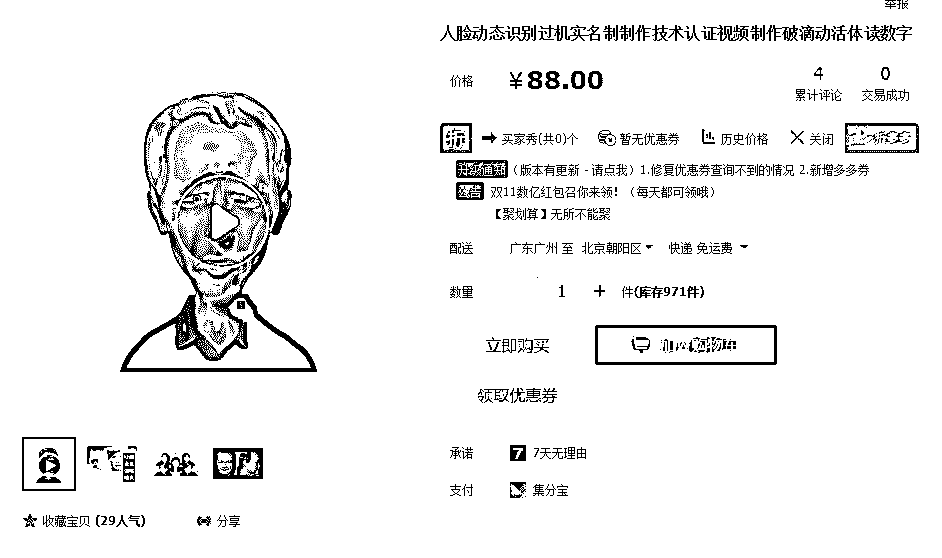 举报
人脸动态识别过机实名制制作技术认证视频制作破滴动活体读数字
价格 ¥88.00
4 累计评论
0 交易成功
买家秀(共0)个 暂无优惠券 历史价格 关闭
升级通知 (版本有更新 - 请点我) 1.修复优惠券查询不到的情况 2.新增多多券
公告 双11数亿红包召你来领! (每天都可领哦)
【聚划算】无所不能聚
配送 广东广州 至 北京朝阳区 快递 免运费
数量 1 + 件(库存971件)
立即购买 加入购物车
领取优惠券
承诺 7 7天无理由
支付 集分宝
收藏宝贝 (29人气) 分享